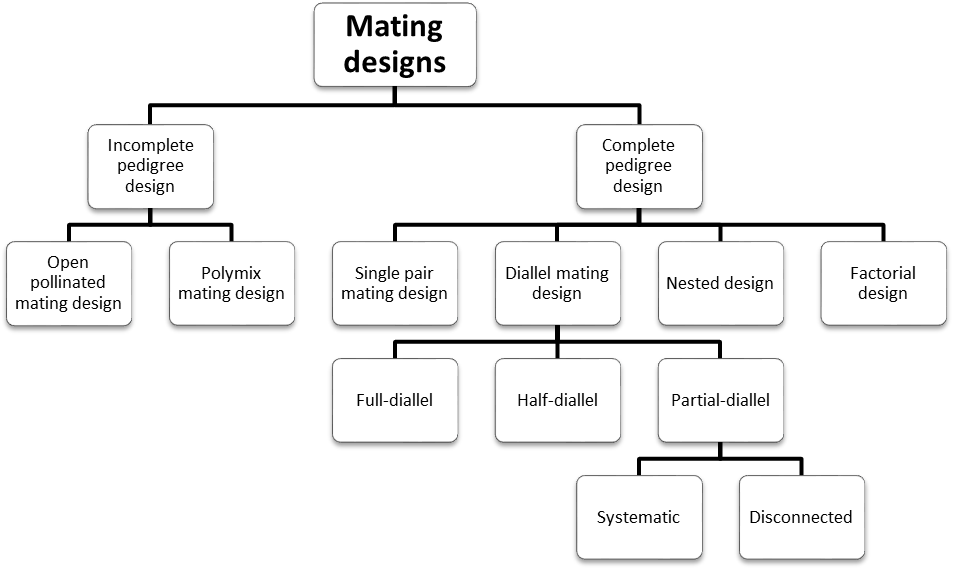 Mating
designs
Incomplete
pedigree
design
Complete
pedigree
design
Open
pollinated
mating design
Polymix
mating design
Single pair
mating design
Diallel mating
design
Nested design
Factorial
design
Full-diallel
Half-diallel
Partial-diallel
Systematic
Disconnected